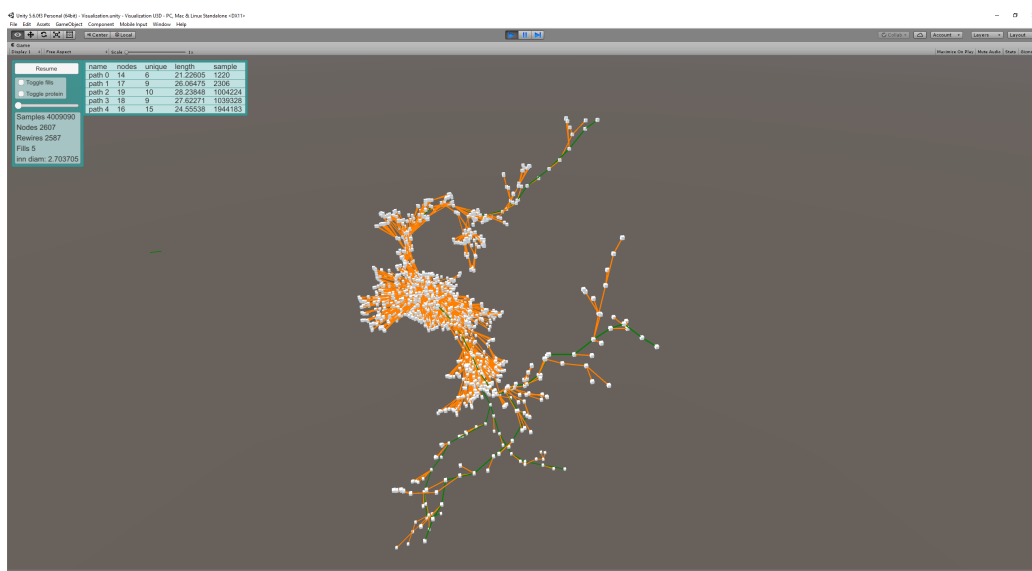 Unity 5.6.0f3 Personal (64bit) - Visualization.unity - Visualization U3D - PC, Mac & Linux Standalone <DX11>
File Edit Assets GameObject Component Mobile Input Window Help
Center Local Collab Account Layers Layout
Game
Display 1 Free Aspect Scale 1x Maximize On Play Mute Audio Stats
Resume
Toggle fills
Toggle protein
Samples 4009090
Nodes 2607
Rewires 2587
Fills 5
inn diam: 2.703705
name nodes unique length sample
path 0 14 6 21.22605 1220
path 1 17 9 26.06475 2306
path 2 19 10 28.23848 1004224
path 3 18 9 27.62271 1039328
path 4 16 15 24.55538 1944183